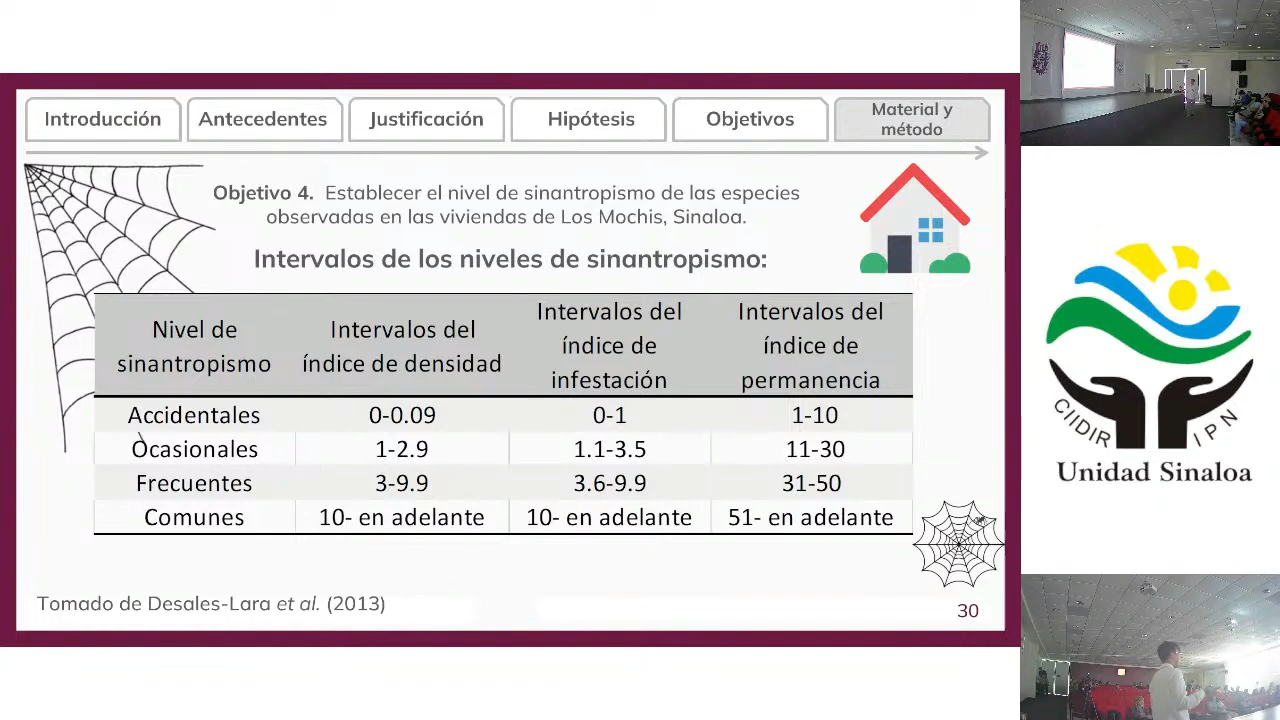 Introducción
Antecedentes
Justificación
Hipótesis
Objetivos
Material y
método
Objetivo 4. Establecer el nivel de sinantropismo de las especies
observadas en las viviendas de Los Mochis, Sinaloa.
Intervalos de los niveles de sinantropismo:
Nivel de
sinantropismo
Intervalos del
índice de densidad
Intervalos del
índice de
infestación
Intervalos del
índice de
permanencia
Accidentales 0-0.09 0-1 1-10
Ocasionales 1-2.9 1.1-3.5 11-30
Frecuentes 3-9.9 3.6-9.9 31-50
Comunes 10- en adelante 10- en adelante 51- en adelante
Tomado de Desales-Lara et al. (2013)
30
CIIDIR IPN
Unidad Sinaloa